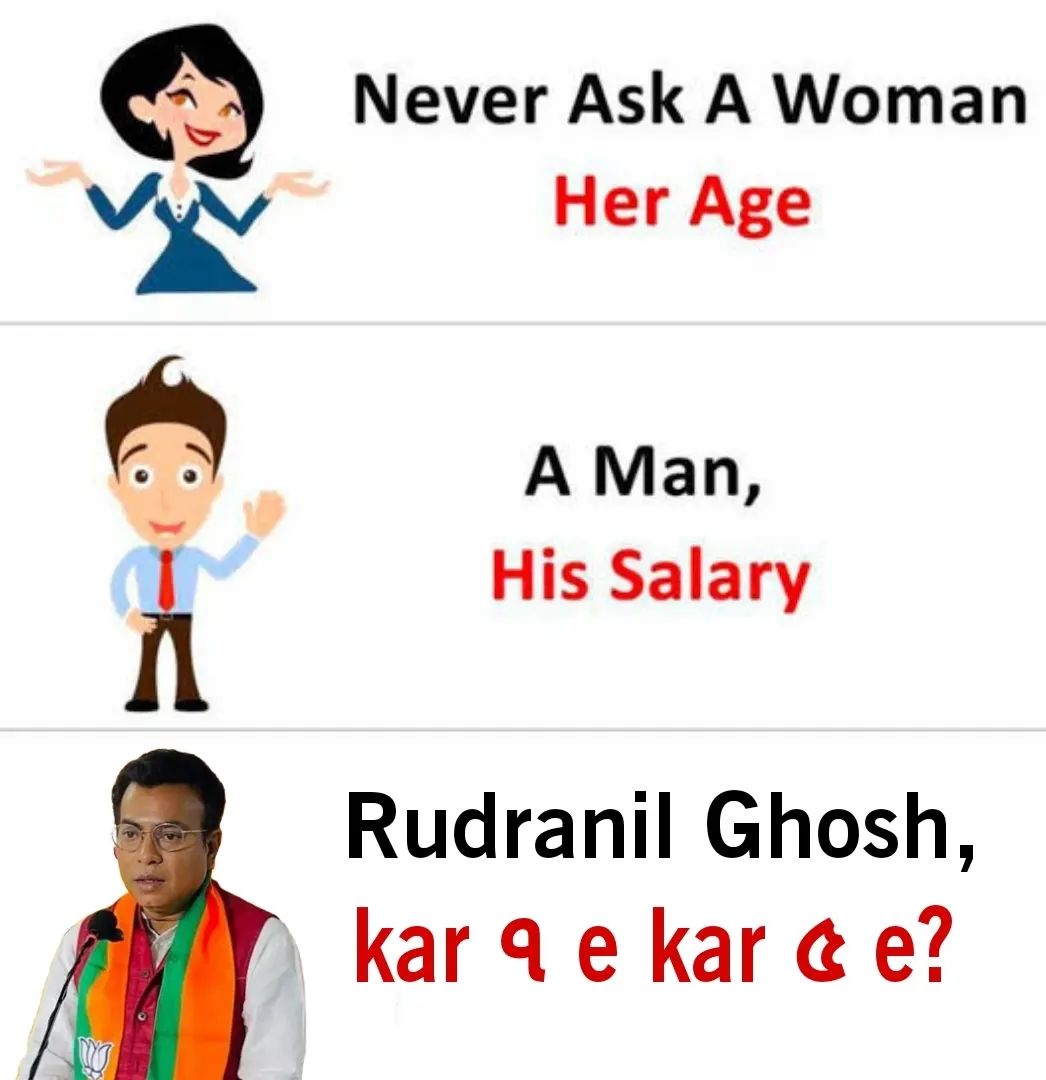 Never Ask A Woman
Her Age
A Man,
His Salary
Rudranil Ghosh,
kar ৭ e kar ৫ e?